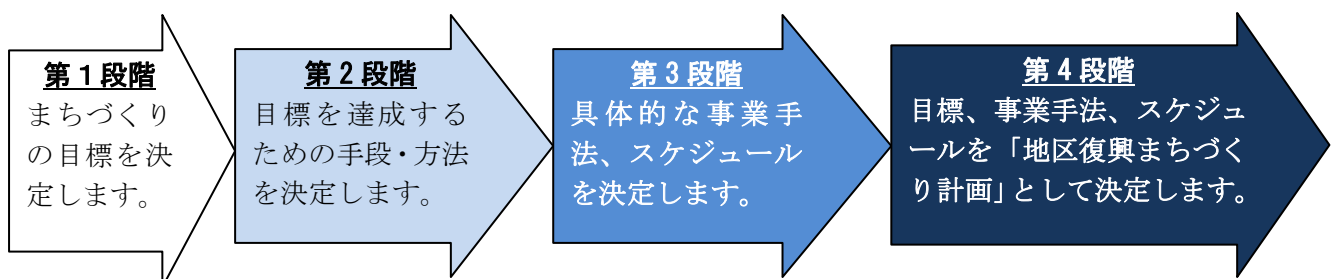 第１段階
まちづくり
の目標を決
定します。
第２段階
目標を達成する
ための手段・方法
を決定します。
第３段階
具体的な事業手
法、スケジュール
を決定します。
第４段階
目標、事業手法、スケジュ
ールを「地区復興まちづく
り計画」として決定します。